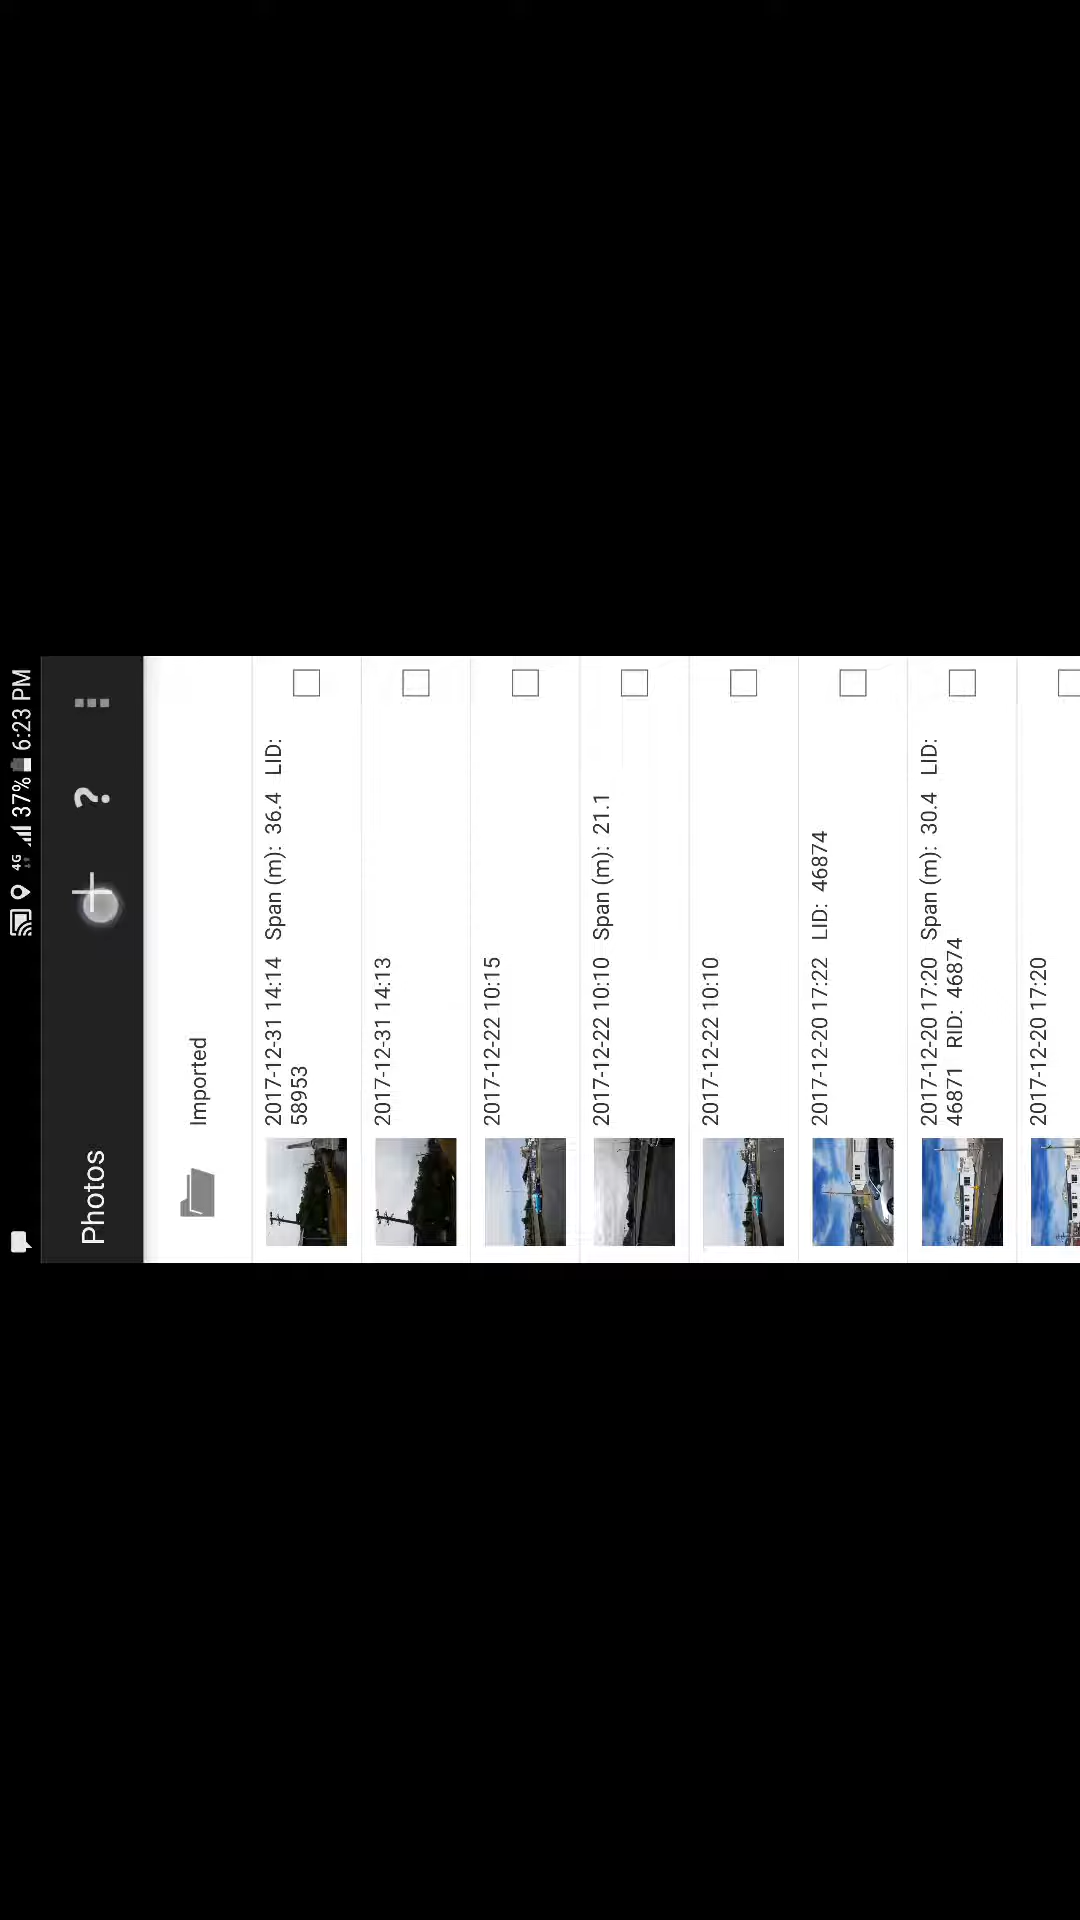 4G 37% 6:23 PM
Photos
?
Imported
2017-12-31 14:14 Span (m): 36.4 LID:
58953
2017-12-31 14:13
2017-12-22 10:15
2017-12-22 10:10 Span (m): 21.1
2017-12-22 10:10
2017-12-20 17:22 LID: 46874
2017-12-20 17:20 Span (m): 30.4 LID:
46871 RID: 46874
2017-12-20 17:20